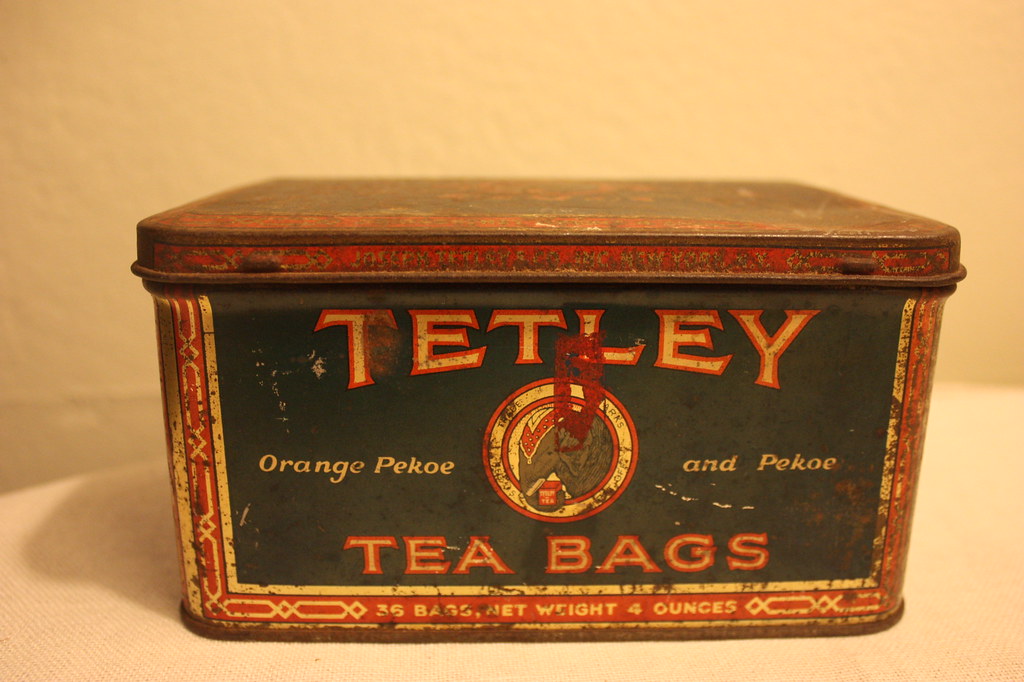 TETLEY
Orange Pekoe and Pekoe
TEA BAGS
36 BAGS, NET WEIGHT 4 OUNCES